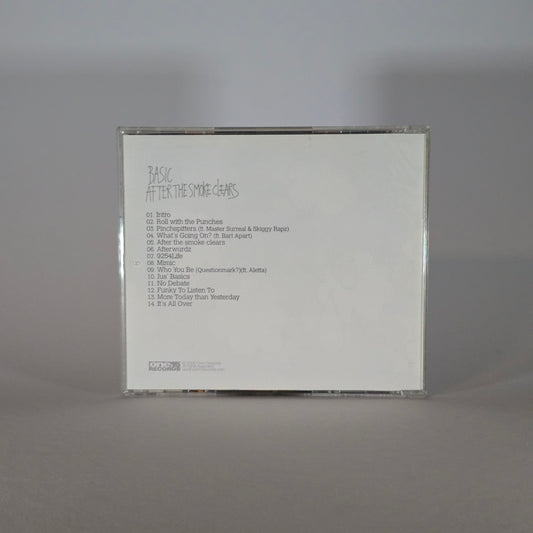 BASIC
AFTER THE SMOKE CLEARS
01. Intro
02. Roll with the Punches
03. Pinchspitters (ft. Master Surreal & Skiggy Rapz)
04. What's Going On? (ft. Bart Apart)
05. After the smoke clears
06. Afterwurdz
07. 9254Life
08. Mimic
09. Who You Be (Questionmark?)(ft. Aletta)
10. Jus' Basics
11. No Debate
12. Funky To Listen To
13. More Today than Yesterday
14. It's All Over
RECORDS